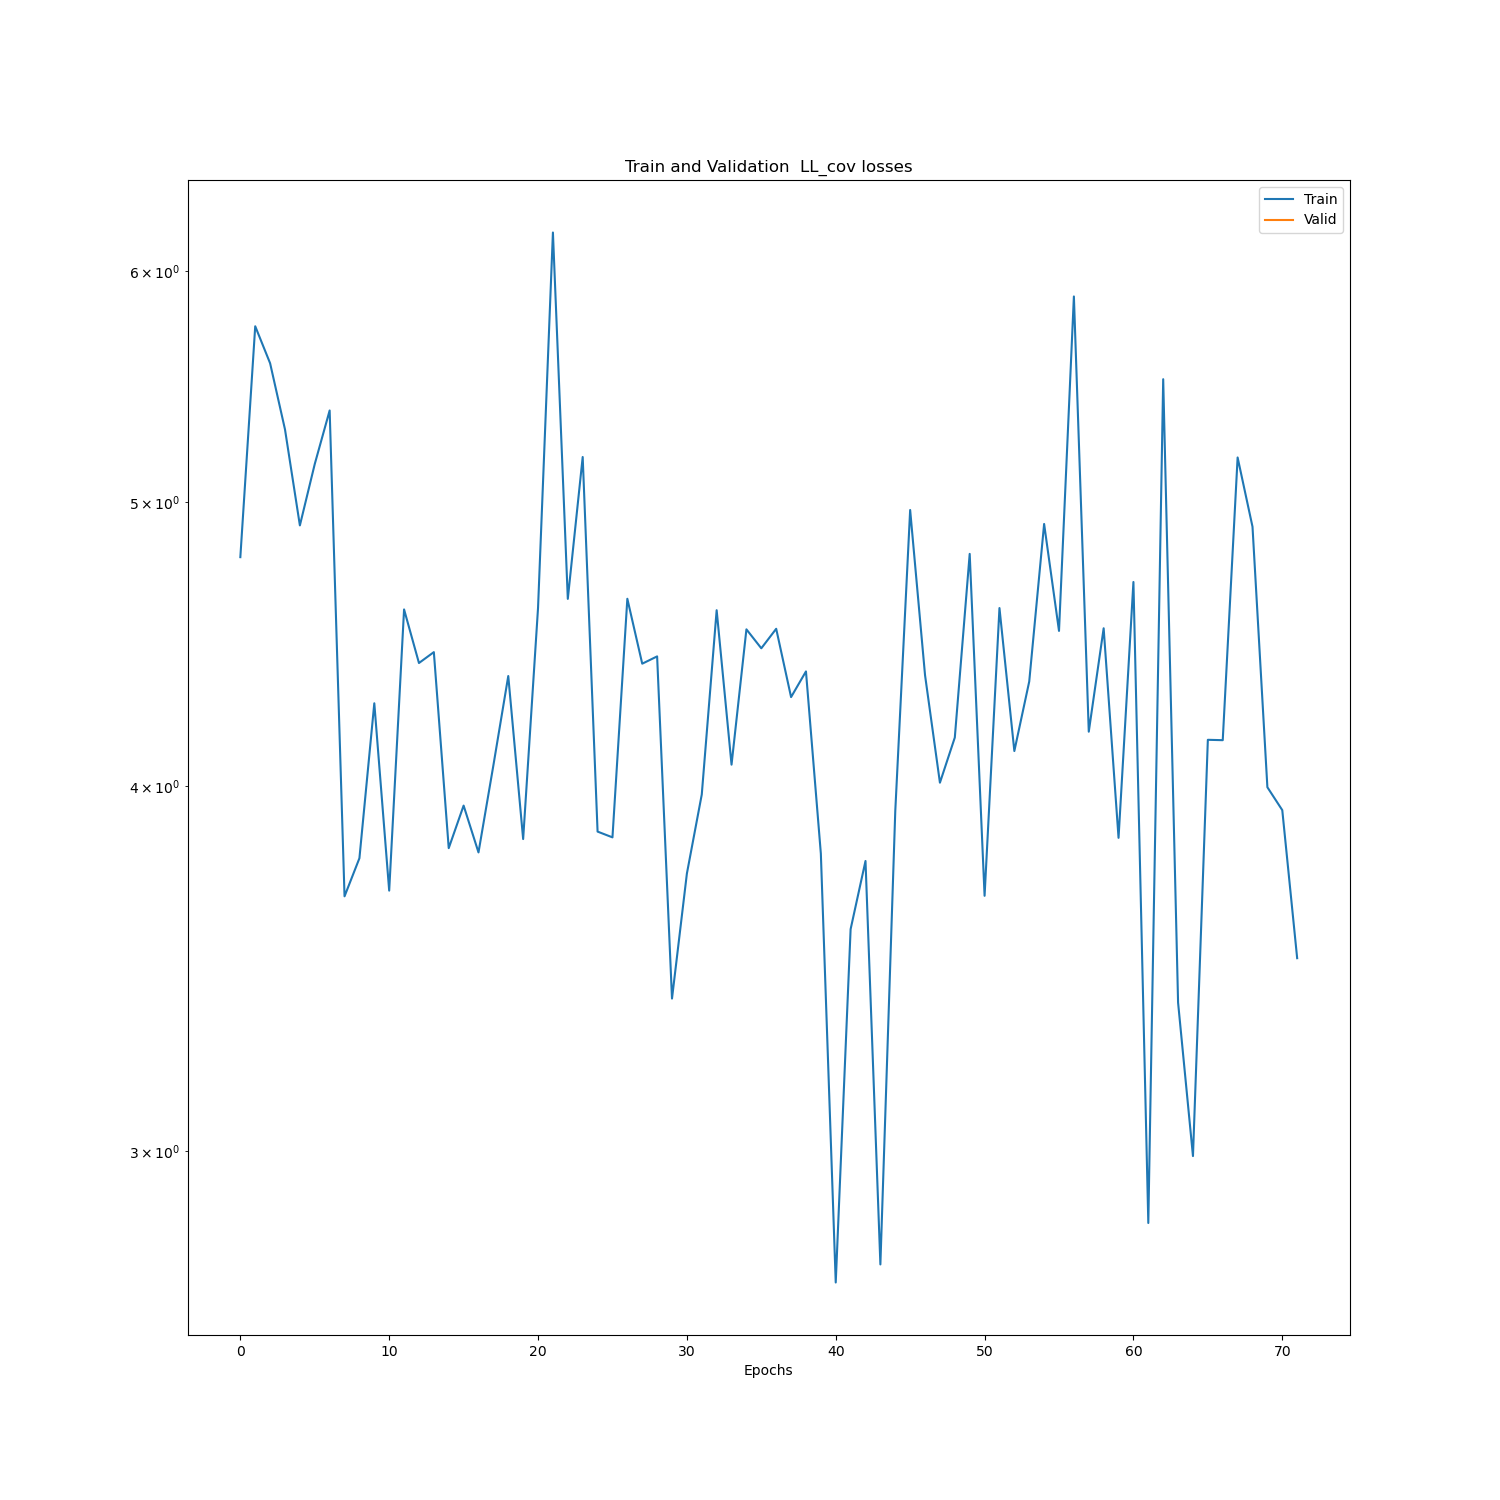 Train and Validation  LL_cov losses
Train
Valid
6 × 10⁰
5 × 10⁰
4 × 10⁰
3 × 10⁰
0 10 20 30 40 50 60 70
Epochs